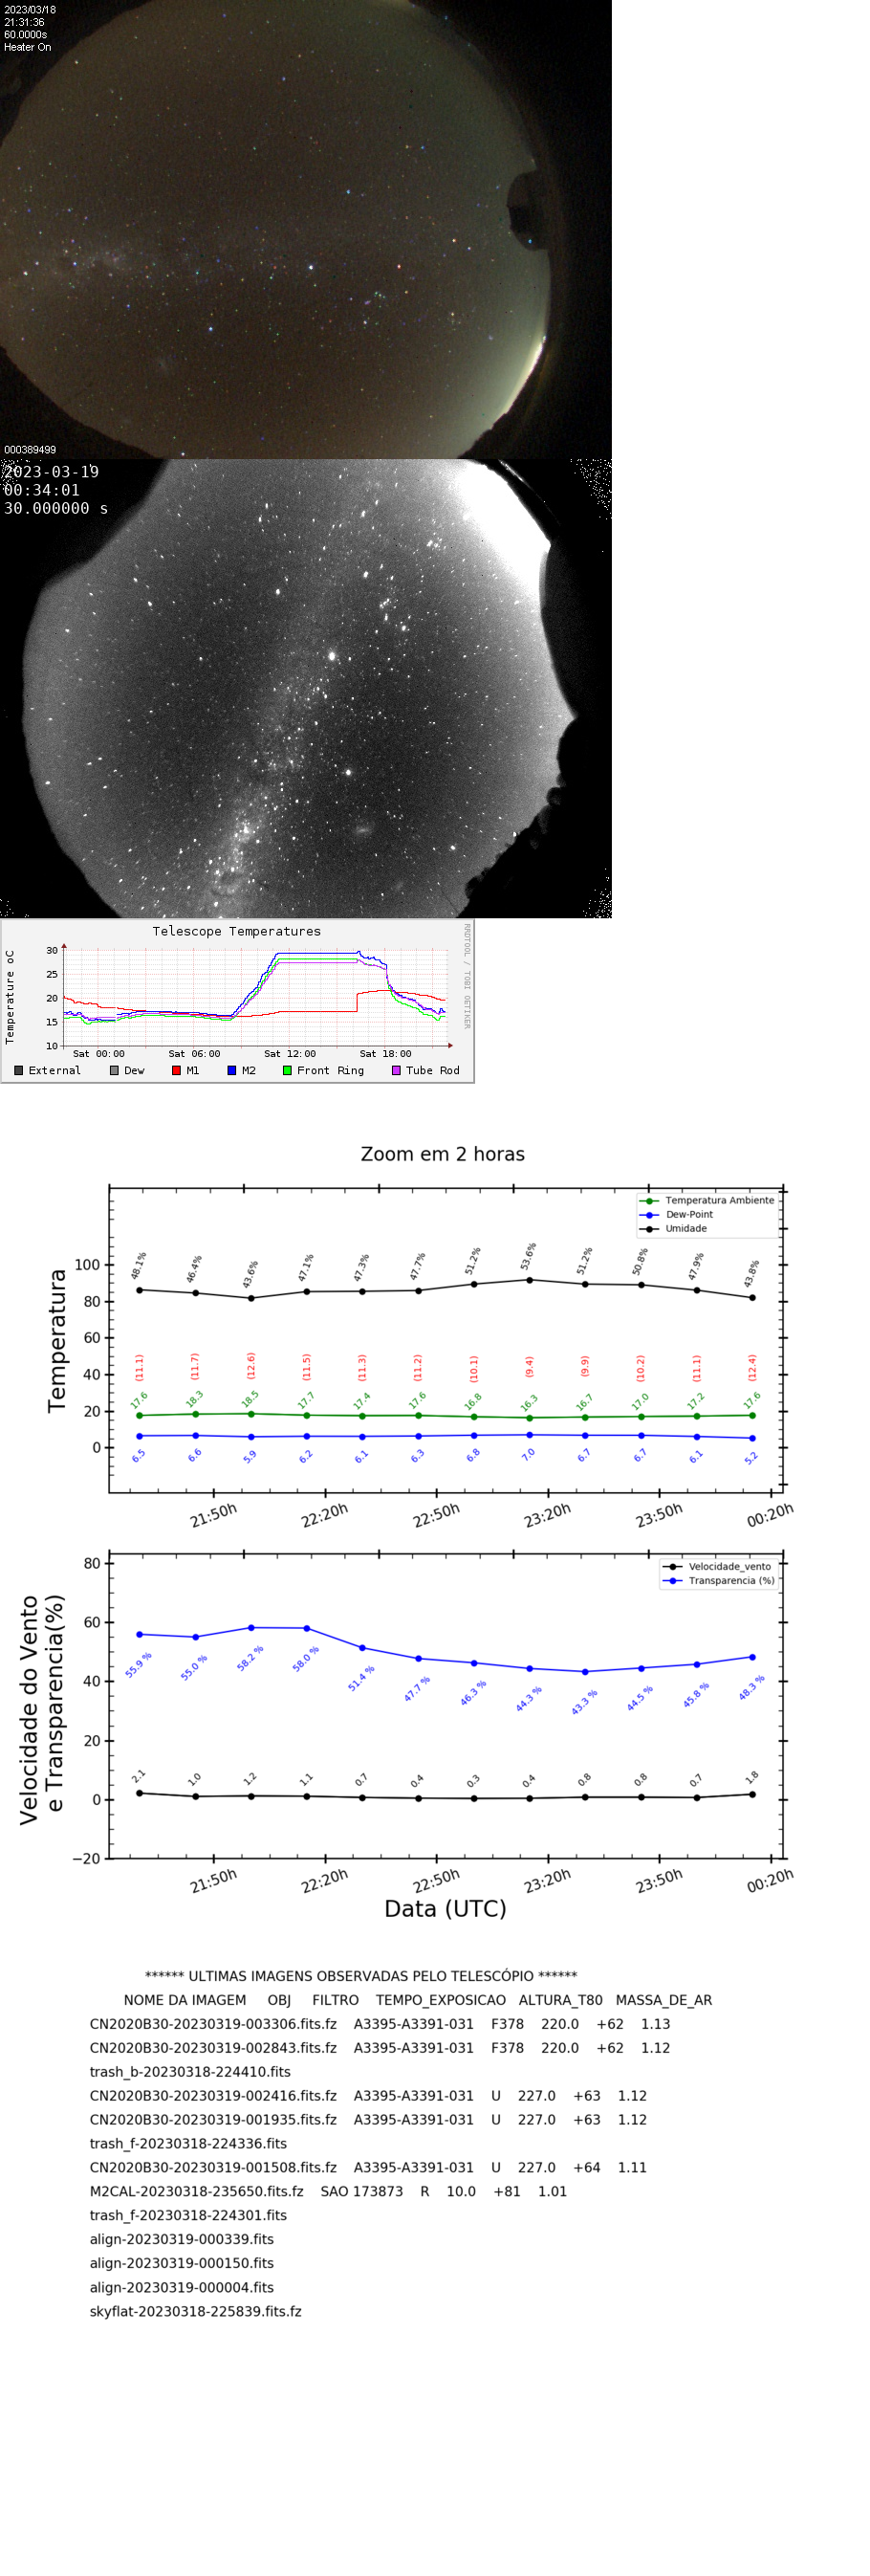 2023/03/18
21:31:36
60.0000s
Heater On
000389499
2023-03-19
00:34:01
30.000000 s
Telescope Temperatures
RRDTOOL / TOBI OETIKER
Temperature oC
30
25
20
15
10
Sat 00:00 Sat 06:00 Sat 12:00 Sat 18:00
External Dew M1 M2 Front Ring Tube Rod
Zoom em 2 horas
Temperatura Ambiente
Dew-Point
Umidade
Temperatura
100
80
60
40
20
0
48.1% 46.4% 43.6% 47.1% 47.3% 47.7% 51.2% 53.6% 51.2% 50.8% 47.9% 43.8%
(11.1) (11.7) (12.6) (11.5) (11.3) (11.2) (10.1) (9.4) (9.9) (10.2) (11.1) (12.4)
17.6 18.3 18.5 17.7 17.4 17.6 16.8 16.3 16.7 17.0 17.2 17.6
6.5 6.6 5.9 6.2 6.1 6.3 6.8 7.0 6.7 6.7 6.1 5.2
21:50h 22:20h 22:50h 23:20h 23:50h 00:20h
Velocidade_vento
Transparencia (%)
Velocidade do Vento
e Transparencia(%)
80
60
40
20
0
−20
55.9 % 55.0 % 58.2 % 58.0 % 51.4 % 47.7 % 46.3 % 44.3 % 43.3 % 44.5 % 45.8 % 48.3 %
2.1 1.0 1.2 1.1 0.7 0.4 0.3 0.4 0.8 0.8 0.7 1.8
21:50h 22:20h 22:50h 23:20h 23:50h 00:20h
Data (UTC)
****** ULTIMAS IMAGENS OBSERVADAS PELO TELESCÓPIO ******
NOME DA IMAGEM OBJ FILTRO TEMPO_EXPOSICAO ALTURA_T80 MASSA_DE_AR
CN2020B30-20230319-003306.fits.fz A3395-A3391-031 F378 220.0 +62 1.13
CN2020B30-20230319-002843.fits.fz A3395-A3391-031 F378 220.0 +62 1.12
trash_b-20230318-224410.fits
CN2020B30-20230319-002416.fits.fz A3395-A3391-031 U 227.0 +63 1.12
CN2020B30-20230319-001935.fits.fz A3395-A3391-031 U 227.0 +63 1.12
trash_f-20230318-224336.fits
CN2020B30-20230319-001508.fits.fz A3395-A3391-031 U 227.0 +64 1.11
M2CAL-20230318-235650.fits.fz SAO 173873 R 10.0 +81 1.01
trash_f-20230318-224301.fits
align-20230319-000339.fits
align-20230319-000150.fits
align-20230319-000004.fits
skyflat-20230318-225839.fits.fz